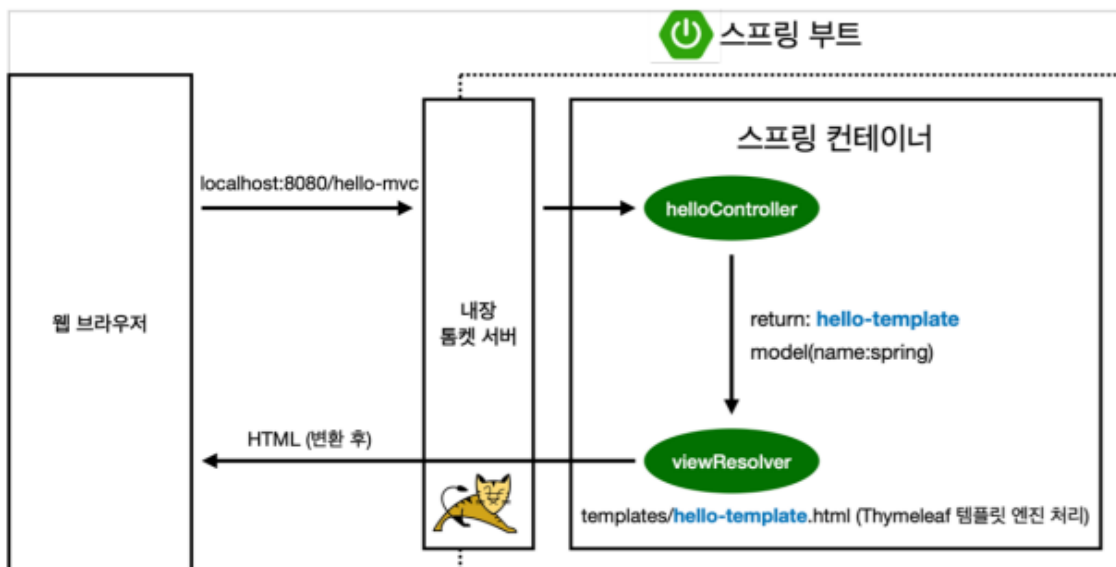 스프링 부트
스프링 컨테이너
localhost:8080/hello-mvc
helloController
웹 브라우저
내장
톰켓 서버
return: hello-template
model(name:spring)
HTML (변환 후)
viewResolver
templates/hello-template.html (Thymeleaf 템플릿 엔진 처리)